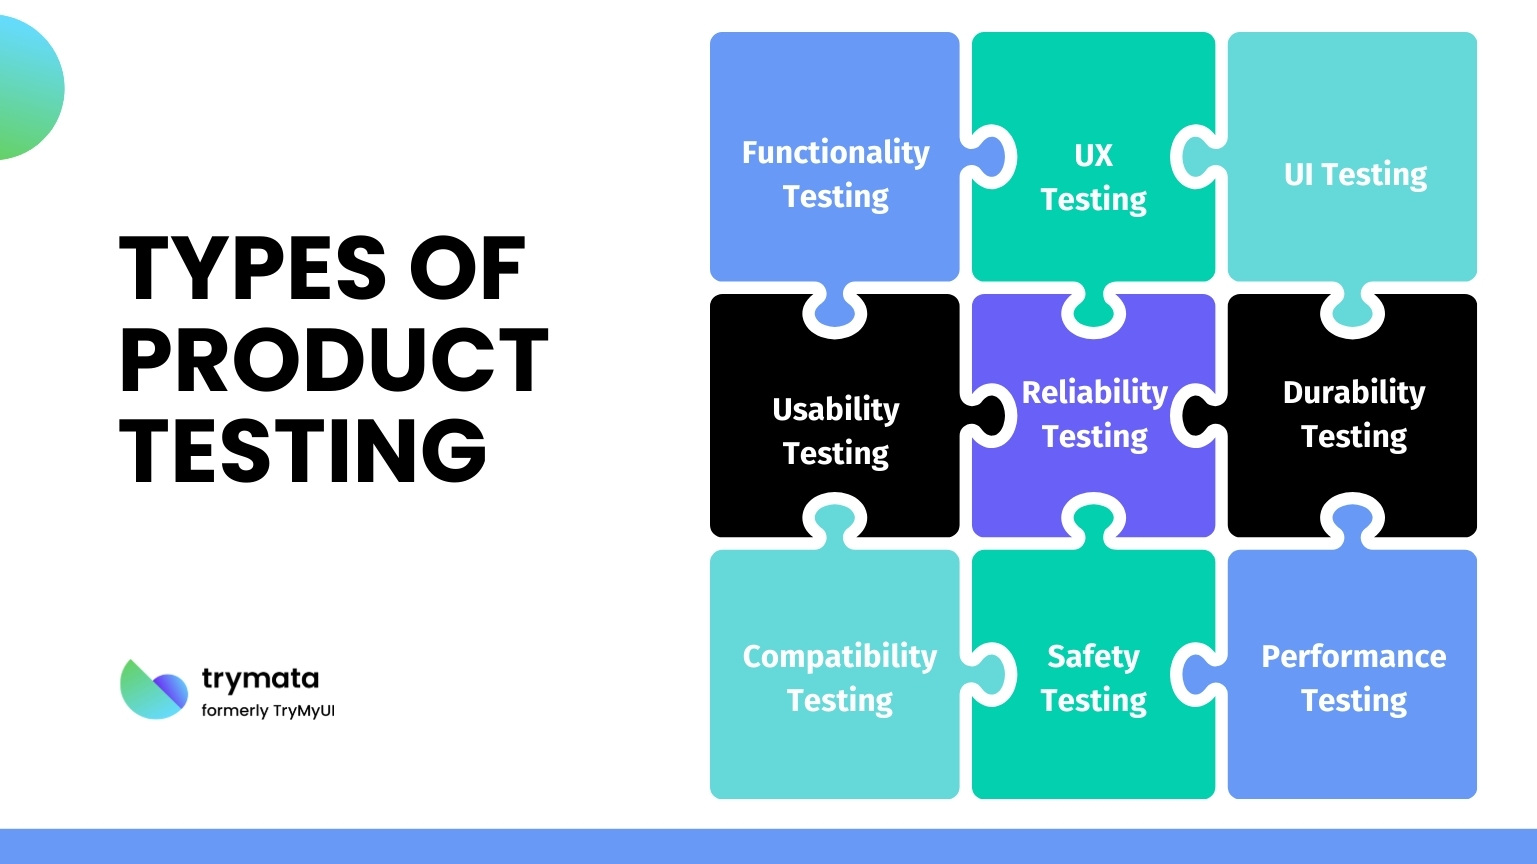 TYPES OF
PRODUCT
TESTING
trymata
formerly TryMyUI
Functionality
Testing
UX
Testing
UI Testing
Usability
Testing
Reliability
Testing
Durability
Testing
Compatibility
Testing
Safety
Testing
Performance
Testing